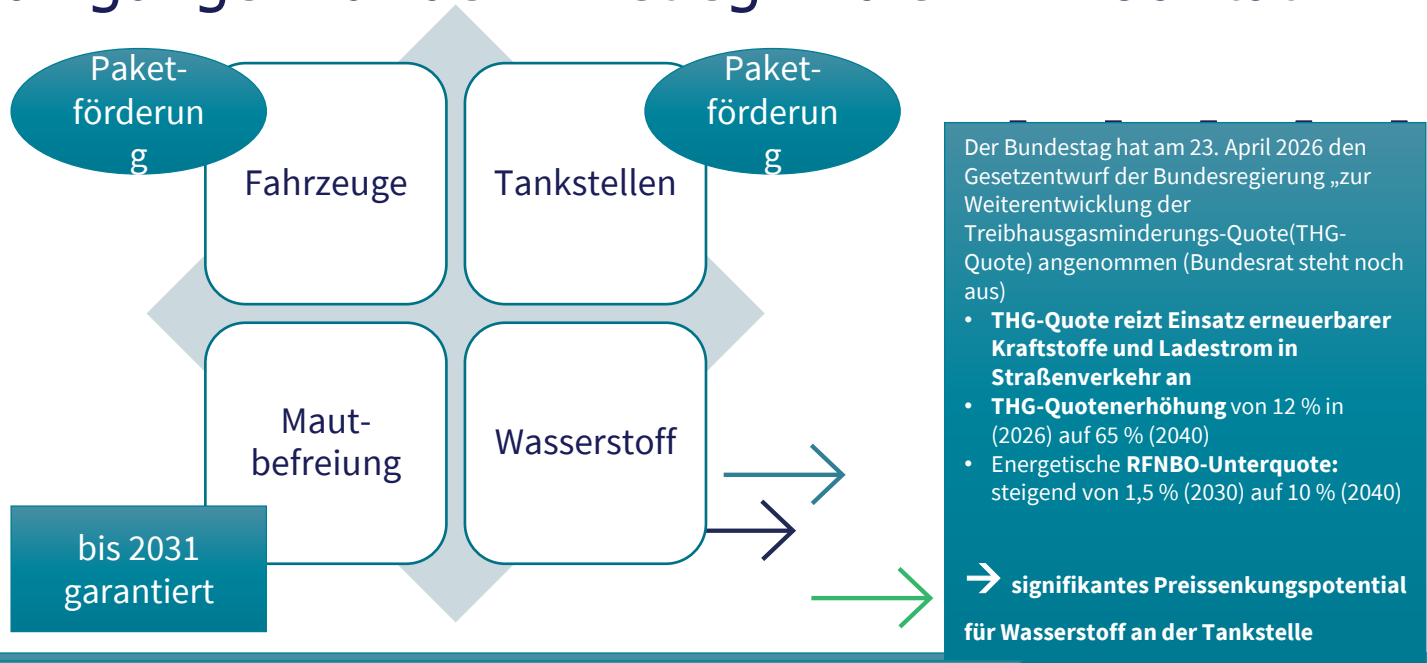 Paket-
förderun
g
Fahrzeuge
Tankstellen
Paket-
förderun
g
Maut-
befreiung
Wasserstoff
bis 2031
garantiert
Der Bundestag hat am 23. April 2026 den
Gesetzentwurf der Bundesregierung „zur
Weiterentwicklung der
Treibhausgasminderungs-Quote(THG-
Quote) angenommen (Bundesrat steht noch
aus)
• THG-Quote reizt Einsatz erneuerbarer
Kraftstoffe und Ladestrom in
Straßenverkehr an
• THG-Quotenerhöhung von 12 % in
(2026) auf 65 % (2040)
• Energetische RFNBO-Unterquote:
steigend von 1,5 % (2030) auf 10 % (2040)
→ signifikantes Preissenkungspotential
für Wasserstoff an der Tankstelle